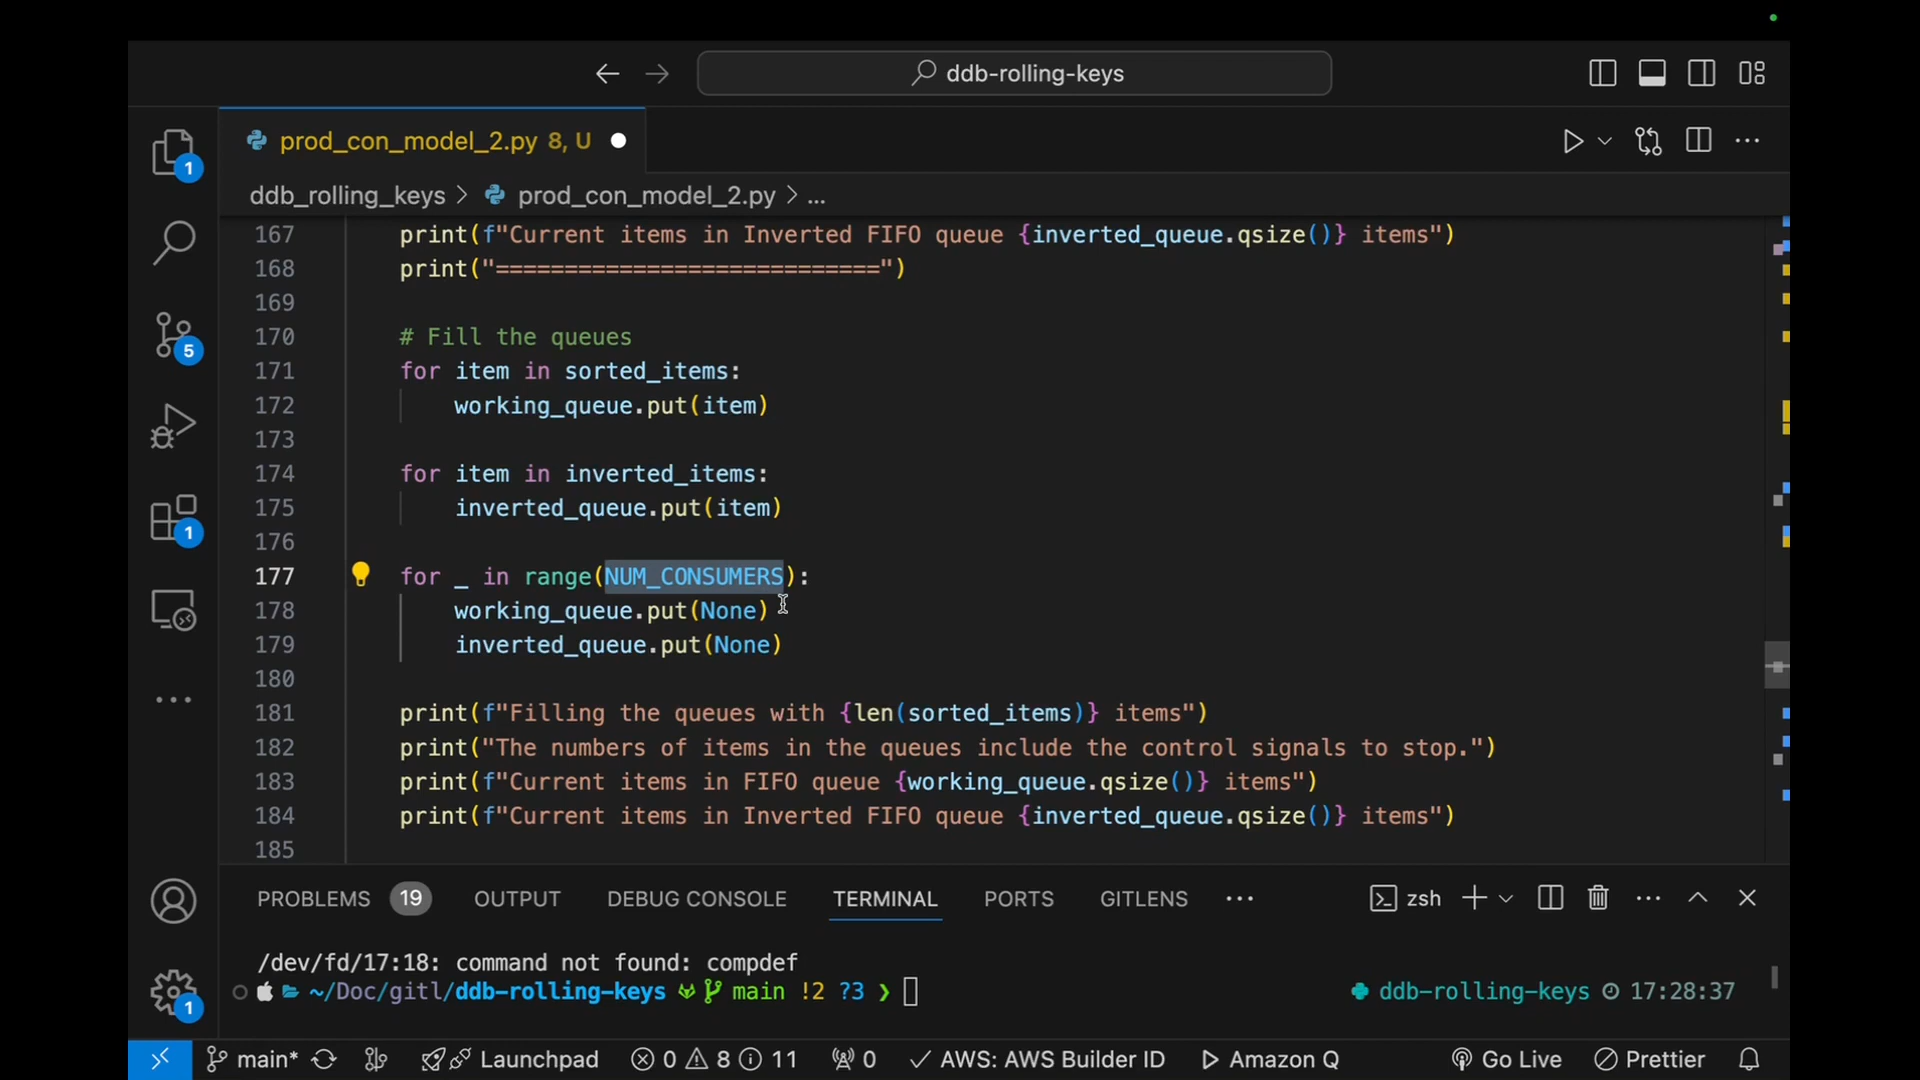 ddb-rolling-keys
prod_con_model_2.py 8, U
ddb_rolling_keys > prod_con_model_2.py > ...
1
5
1
1
167 print(f"Current items in Inverted FIFO queue {inverted_queue.qsize()} items")
168 print("============================")
169
170 # Fill the queues
171 for item in sorted_items:
172 working_queue.put(item)
173
174 for item in inverted_items:
175 inverted_queue.put(item)
176
177 for _ in range(NUM_CONSUMERS):
178 working_queue.put(None)
179 inverted_queue.put(None)
180
181 print(f"Filling the queues with {len(sorted_items)} items")
182 print("The numbers of items in the queues include the control signals to stop.")
183 print(f"Current items in FIFO queue {working_queue.qsize()} items")
184 print(f"Current items in Inverted FIFO queue {inverted_queue.qsize()} items")
185
PROBLEMS 19 OUTPUT DEBUG CONSOLE TERMINAL PORTS GITLENS ... zsh
/dev/fd/17:18: command not found: compdef
~/Doc/gitl/ddb-rolling-keys main !2 ?3 ❯ ddb-rolling-keys 17:28:37
main* Launchpad 0 8 11 0 AWS: AWS Builder ID Amazon Q Go Live Prettier